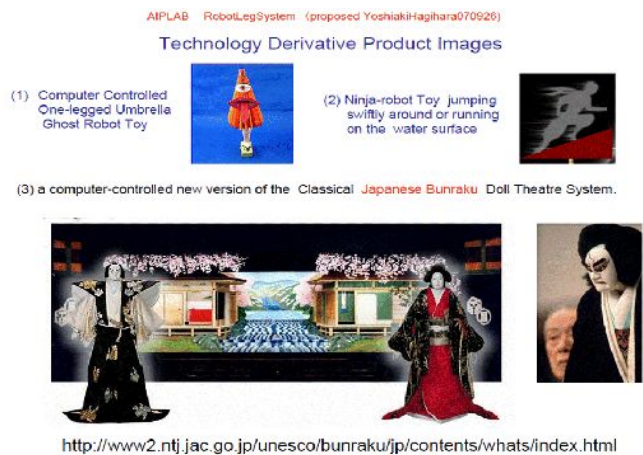 AIPLAB RobotLegSystem (proposed YoshiakiHagihara070926)
Technology Derivative Product Images
(1) Computer Controlled
One-legged Umbrella
Ghost Robot Toy
(2) Ninja-robot Toy jumping
swiftly around or running
on the water surface
(3) a computer-controlled new version of the Classical Japanese Bunraku Doll Theatre System.
http://www2.ntj.jac.go.jp/unesco/bunraku/jp/contents/whats/index.html